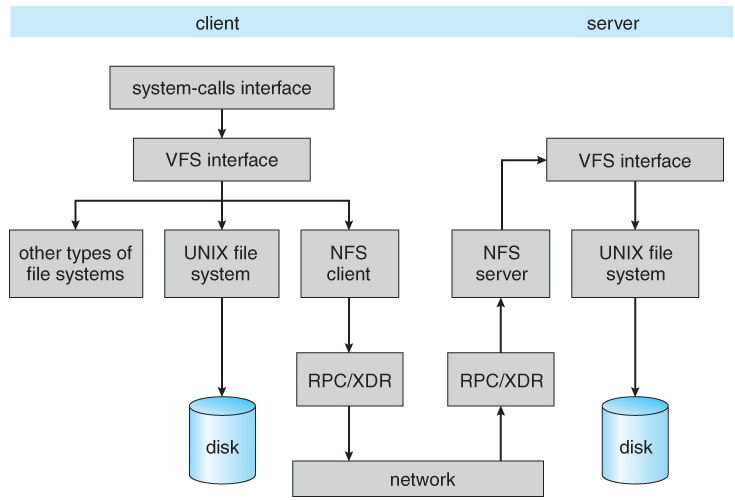 client
server
system-calls interface
VFS interface
VFS interface
other types of
file systems
UNIX file
system
NFS
client
NFS
server
UNIX file
system
RPC/XDR
RPC/XDR
disk
disk
network